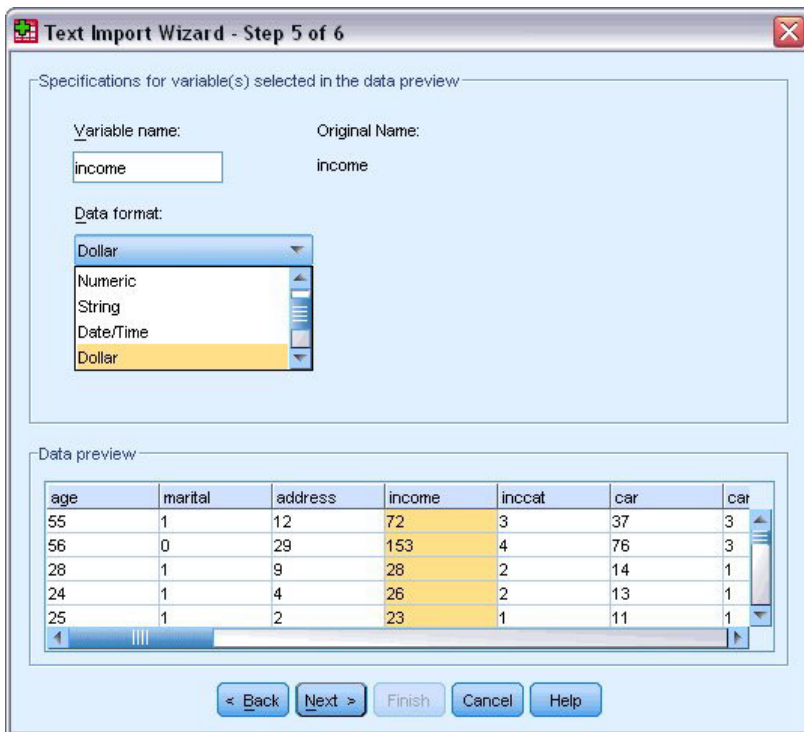 Text Import Wizard - Step 5 of 6
Specifications for variable(s) selected in the data preview
Variable name: Original Name:
income income
Data format:
Dollar
Numeric
String
Date/Time
Dollar
Data preview
age marital address income inccat car car
55 1 12 72 3 37 3
56 0 29 153 4 76 3
28 1 9 28 2 14 1
24 1 4 26 2 13 1
25 1 2 23 1 11 1
< Back Next > Finish Cancel Help